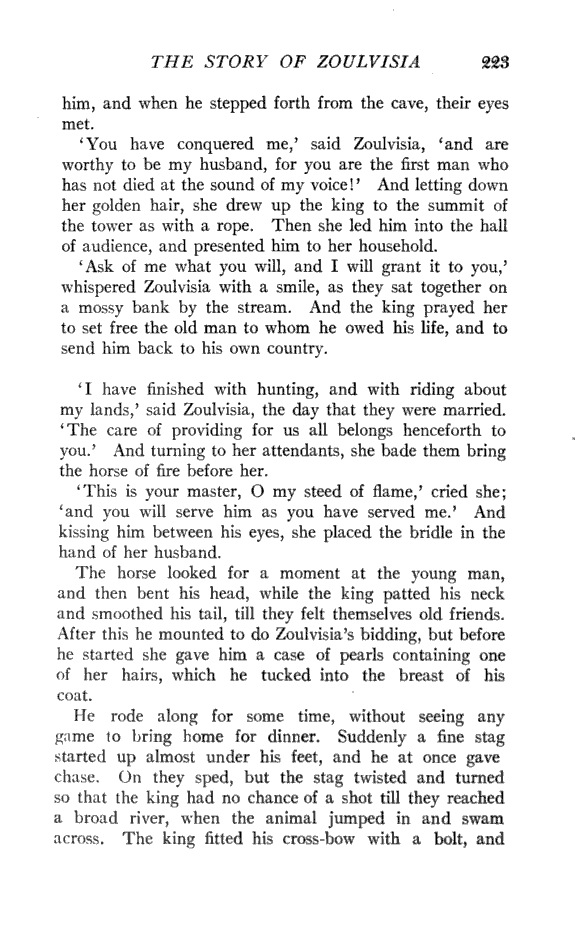 THE STORY OF ZOULVISIA 223
him, and when he stepped forth from the cave, their eyes
met.
‘You have conquered me,’ said Zoulvisia, ‘and are
worthy to be my husband, for you are the first man who
has not died at the sound of my voice!’ And letting down
her golden hair, she drew up the king to the summit of
the tower as with a rope. Then she led him into the hall
of audience, and presented him to her household.
‘Ask of me what you will, and I will grant it to you,’
whispered Zoulvisia with a smile, as they sat together on
a mossy bank by the stream. And the king prayed her
to set free the old man to whom he owed his life, and to
send him back to his own country.
‘I have finished with hunting, and with riding about
my lands,’ said Zoulvisia, the day that they were married.
‘The care of providing for us all belongs henceforth to
you.’ And turning to her attendants, she bade them bring
the horse of fire before her.
‘This is your master, O my steed of flame,’ cried she;
‘and you will serve him as you have served me.’ And
kissing him between his eyes, she placed the bridle in the
hand of her husband.
The horse looked for a moment at the young man,
and then bent his head, while the king patted his neck
and smoothed his tail, till they felt themselves old friends.
After this he mounted to do Zoulvisia’s bidding, but before
he started she gave him a case of pearls containing one
of her hairs, which he tucked into the breast of his
coat.
He rode along for some time, without seeing any
game to bring home for dinner. Suddenly a fine stag
started up almost under his feet, and he at once gave
chase. On they sped, but the stag twisted and turned
so that the king had no chance of a shot till they reached
a broad river, when the animal jumped in and swam
across. The king fitted his cross-bow with a bolt, and